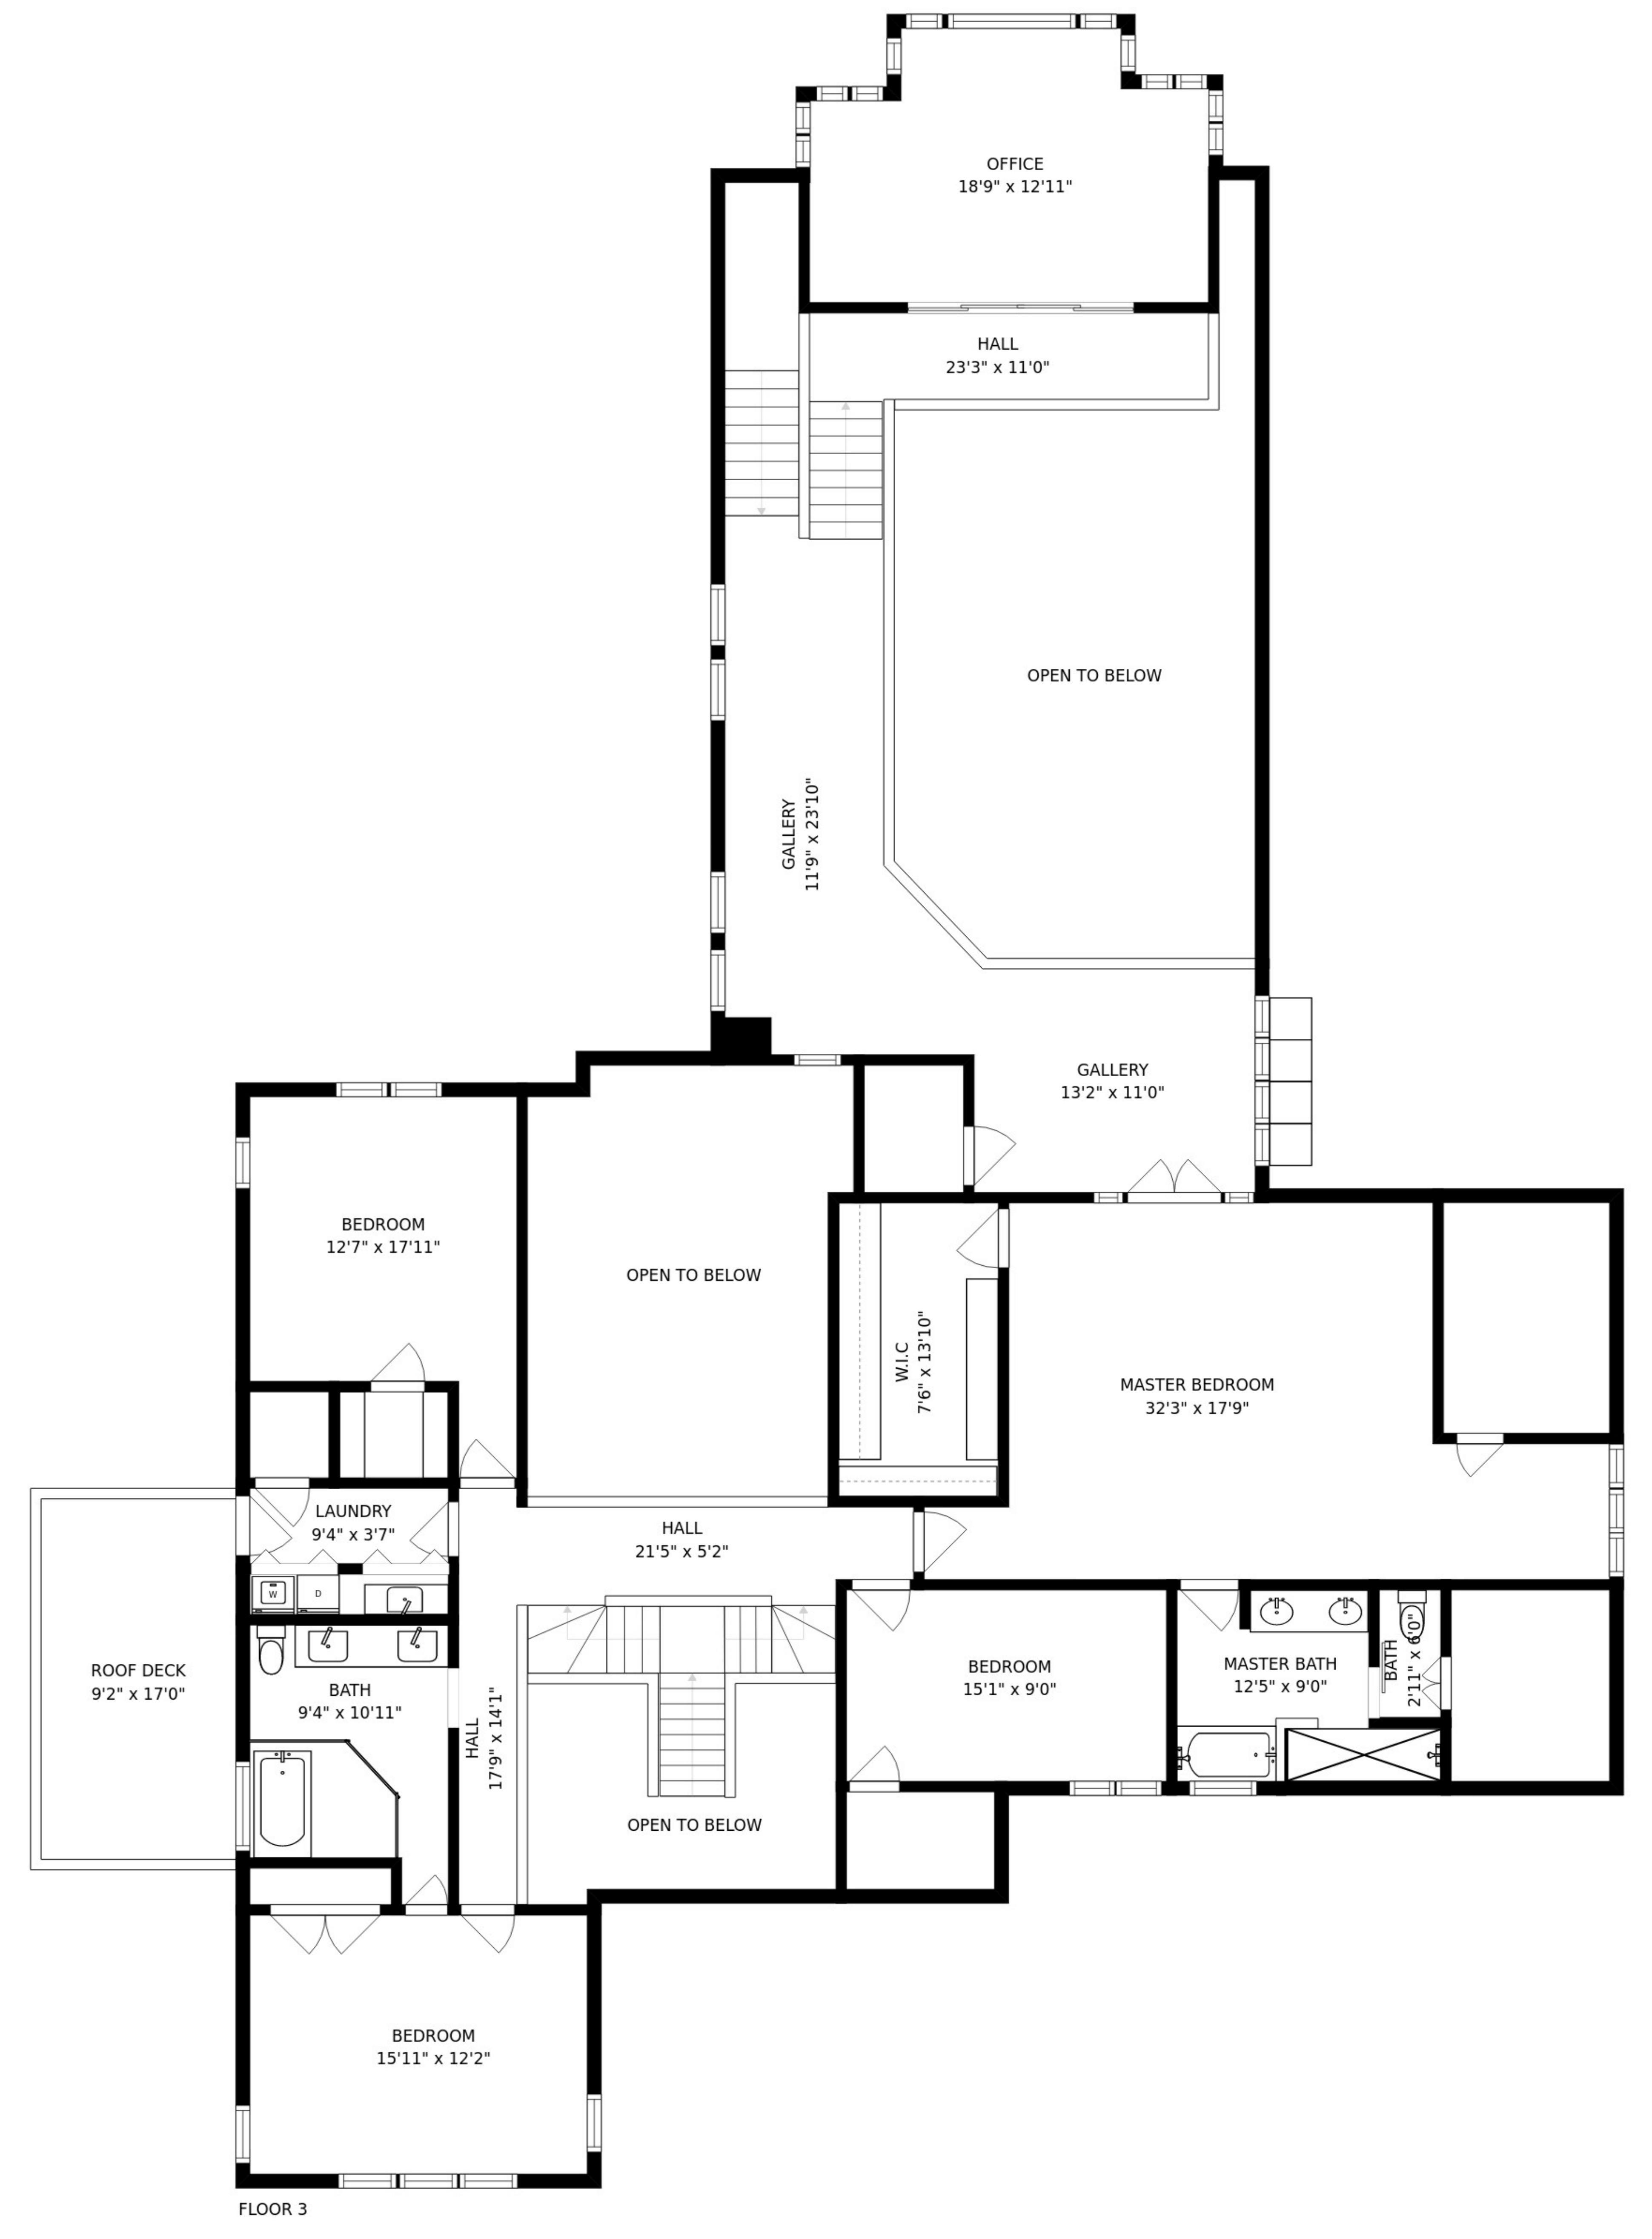 OFFICE
18'9" x 12'11"
HALL
23'3" x 11'0"
OPEN TO BELOW
GALLERY
11'9" x 23'10"
GALLERY
13'2" x 11'0"
BEDROOM
12'7" x 17'11"
OPEN TO BELOW
W.I.C
7'6" x 13'10"
MASTER BEDROOM
32'3" x 17'9"
LAUNDRY
9'4" x 3'7"
HALL
21'5" x 5'2"
W
D
ROOF DECK
9'2" x 17'0"
BATH
9'4" x 10'11"
HALL
17'9" x 14'1"
BEDROOM
15'1" x 9'0"
MASTER BATH
12'5" x 9'0"
BATH
2'11" x 6'0"
OPEN TO BELOW
BEDROOM
15'11" x 12'2"
FLOOR 3